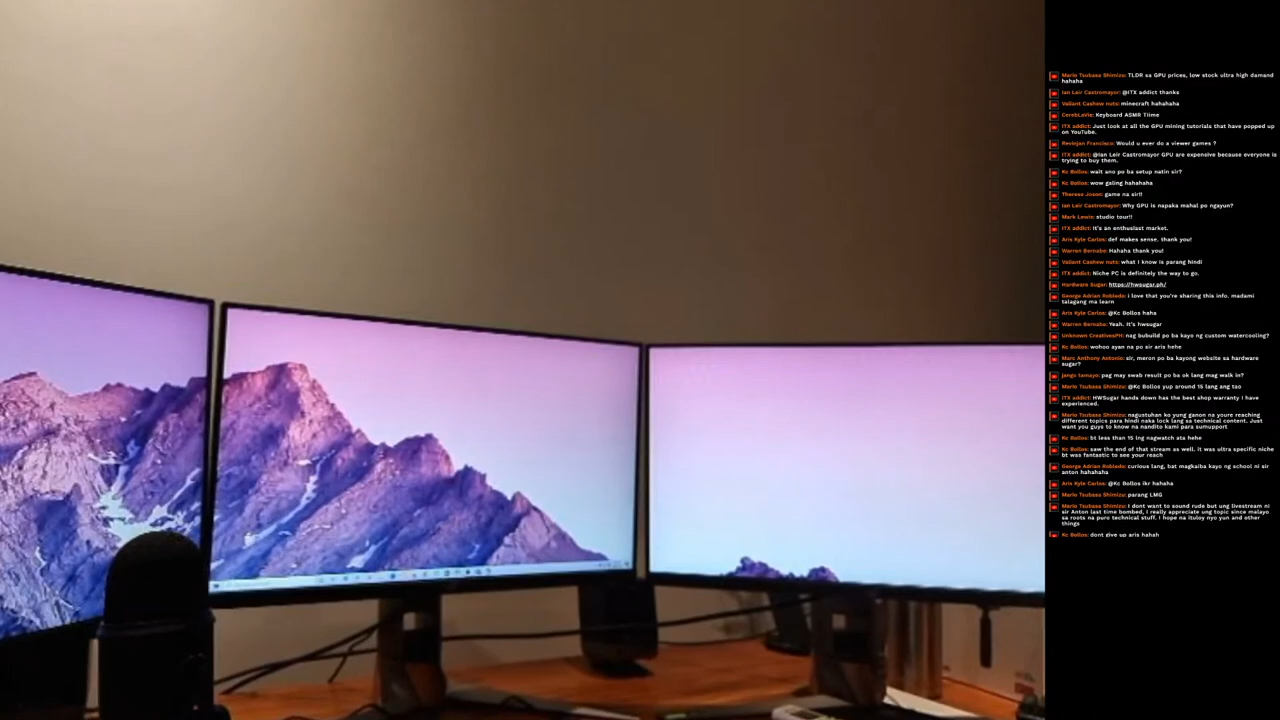 Mario Tsubasa Shimizu: TLDR sa GPU prices, low stock ultra high damand
hahaha
Ian Leir Castromayor: @ITX addict thanks
Valiant Cashew nuts: minecraft hahahaha
CerebLaVie: Keyboard ASMR Tiime
ITX addict: Just look at all the GPU mining tutorials that have popped up
on YouTube.
Revinjan Francisco: Would u ever do a viewer games ?
ITX addict: @Ian Leir Castromayor GPU are expensive because everyone is
trying to buy them.
Kc Bollos: wait ano po ba setup natin sir?
Kc Bollos: wow galing hahahaha
Therese Joson: game na sir!!
Ian Leir Castromayor: Why GPU is napaka mahal po ngayun?
Mark Lewis: studio tour!!
ITX addict: It's an enthusiast market.
Aris Kyle Carlos: def makes sense. thank you!
Warren Bernabe: Hahaha thank you!
Valiant Cashew nuts: what I know is parang hindi
ITX addict: Niche PC is definitely the way to go.
Hardware Sugar: https://hwsugar.ph/
George Adrian Robledo: i love that you're sharing this info. madami
talagang ma learn
Aris Kyle Carlos: @Kc Bollos haha
Warren Bernabe: Yeah. It's hwsugar
Unknown CreativesPH: nag bubuild po ba kayo ng custom watercooling?
Kc Bollos: wohoo ayan na po sir aris hehe
Marc Anthony Antonio: sir, meron po ba kayong website sa hardware
sugar?
jango tamayo: pag may swab result po ba ok lang mag walk in?
Mario Tsubasa Shimizu: @Kc Bollos yup around 15 lang ang tao
ITX addict: HWSugar hands down has the best shop warranty I have
experienced.
Mario Tsubasa Shimizu: nagustuhan ko yung ganon na youre reaching
different topics para hindi naka lock lang sa technical content. Just
want you guys to know na nandito kami para sumupport
Kc Bollos: bt less than 15 lng nagwatch ata hehe
Kc Bollos: saw the end of that stream as well. it was ultra specific niche
bt was fantastic to see your reach
George Adrian Robledo: curious lang, bat magkaiba kayo ng school ni sir
anton hahahaha
Aris Kyle Carlos: @Kc Bollos ikr hahaha
Mario Tsubasa Shimizu: parang LMG
Mario Tsubasa Shimizu: I dont want to sound rude but ung livestream ni
sir Anton last time bombed, I really appreciate ung topic since malayo
sa roots na puro technical stuff. I hope na ituloy nyo yun and other
things
Kc Bollos: dont give up aris hahah